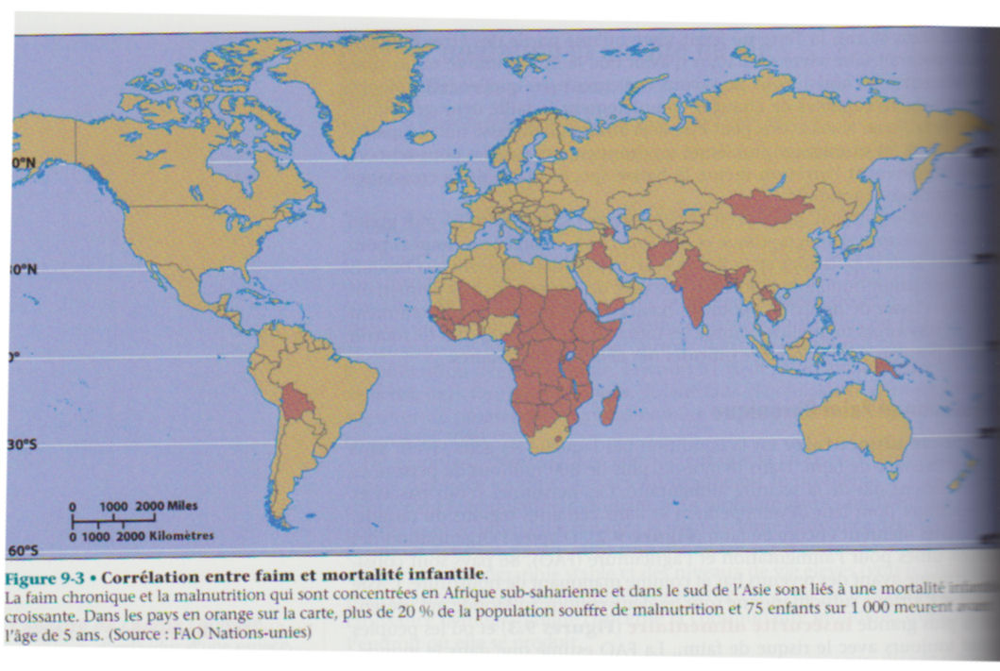 0°N
0°N
0°
30°S
0 1000 2000 Miles
0 1000 2000 Kilomètres
60°S
Figure 9-3 • Corrélation entre faim et mortalité infantile.
La faim chronique et la malnutrition qui sont concentrées en Afrique sub-saharienne et dans le sud de l'Asie sont liés à une mortalité
croissante. Dans les pays en orange sur la carte, plus de 20 % de la population souffre de malnutrition et 75 enfants sur 1 000 meurent
l'âge de 5 ans. (Source : FAO Nations-unies)